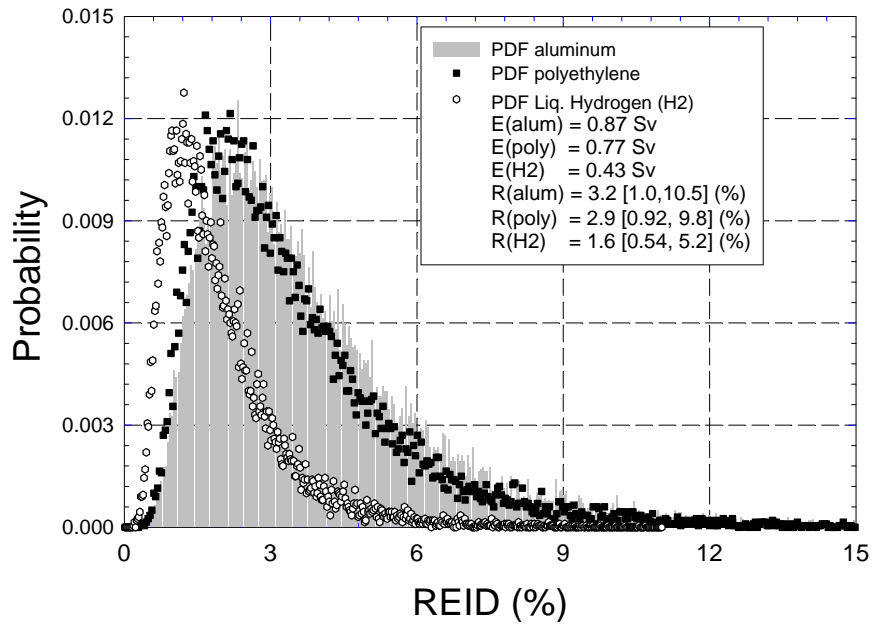 0.015
0.012
0.009
0.006
0.003
0.000
Probability
PDF aluminum
PDF polyethylene
PDF Liq. Hydrogen (H2)
E(alum) = 0.87 Sv
E(poly) = 0.77 Sv
E(H2) = 0.43 Sv
R(alum) = 3.2 [1.0,10.5] (%)
R(poly) = 2.9 [0.92, 9.8] (%)
R(H2) = 1.6 [0.54, 5.2] (%)
0 3 6 9 12 15
REID (%)